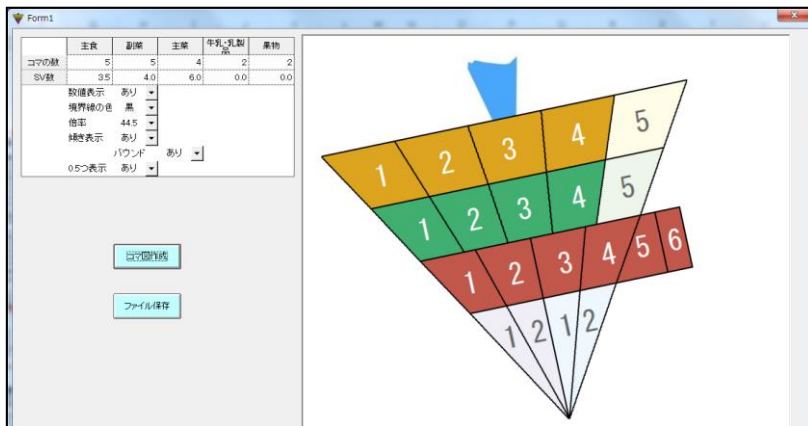 Form1
主食 副菜 主菜 牛乳・乳製品 果物
コマの数 5 5 4 2 2
SV数 3.5 4.0 6.0 0.0 0.0
数値表示 あり
境界線の色 黒
倍率 44.5
傾き表示 あり
バウンド あり
0.5つ表示 あり
コマ図作成
ファイル保存
1 2 3 4 5
1 2 3 4 5
1 2 3 4 5 6
1 2 1 2